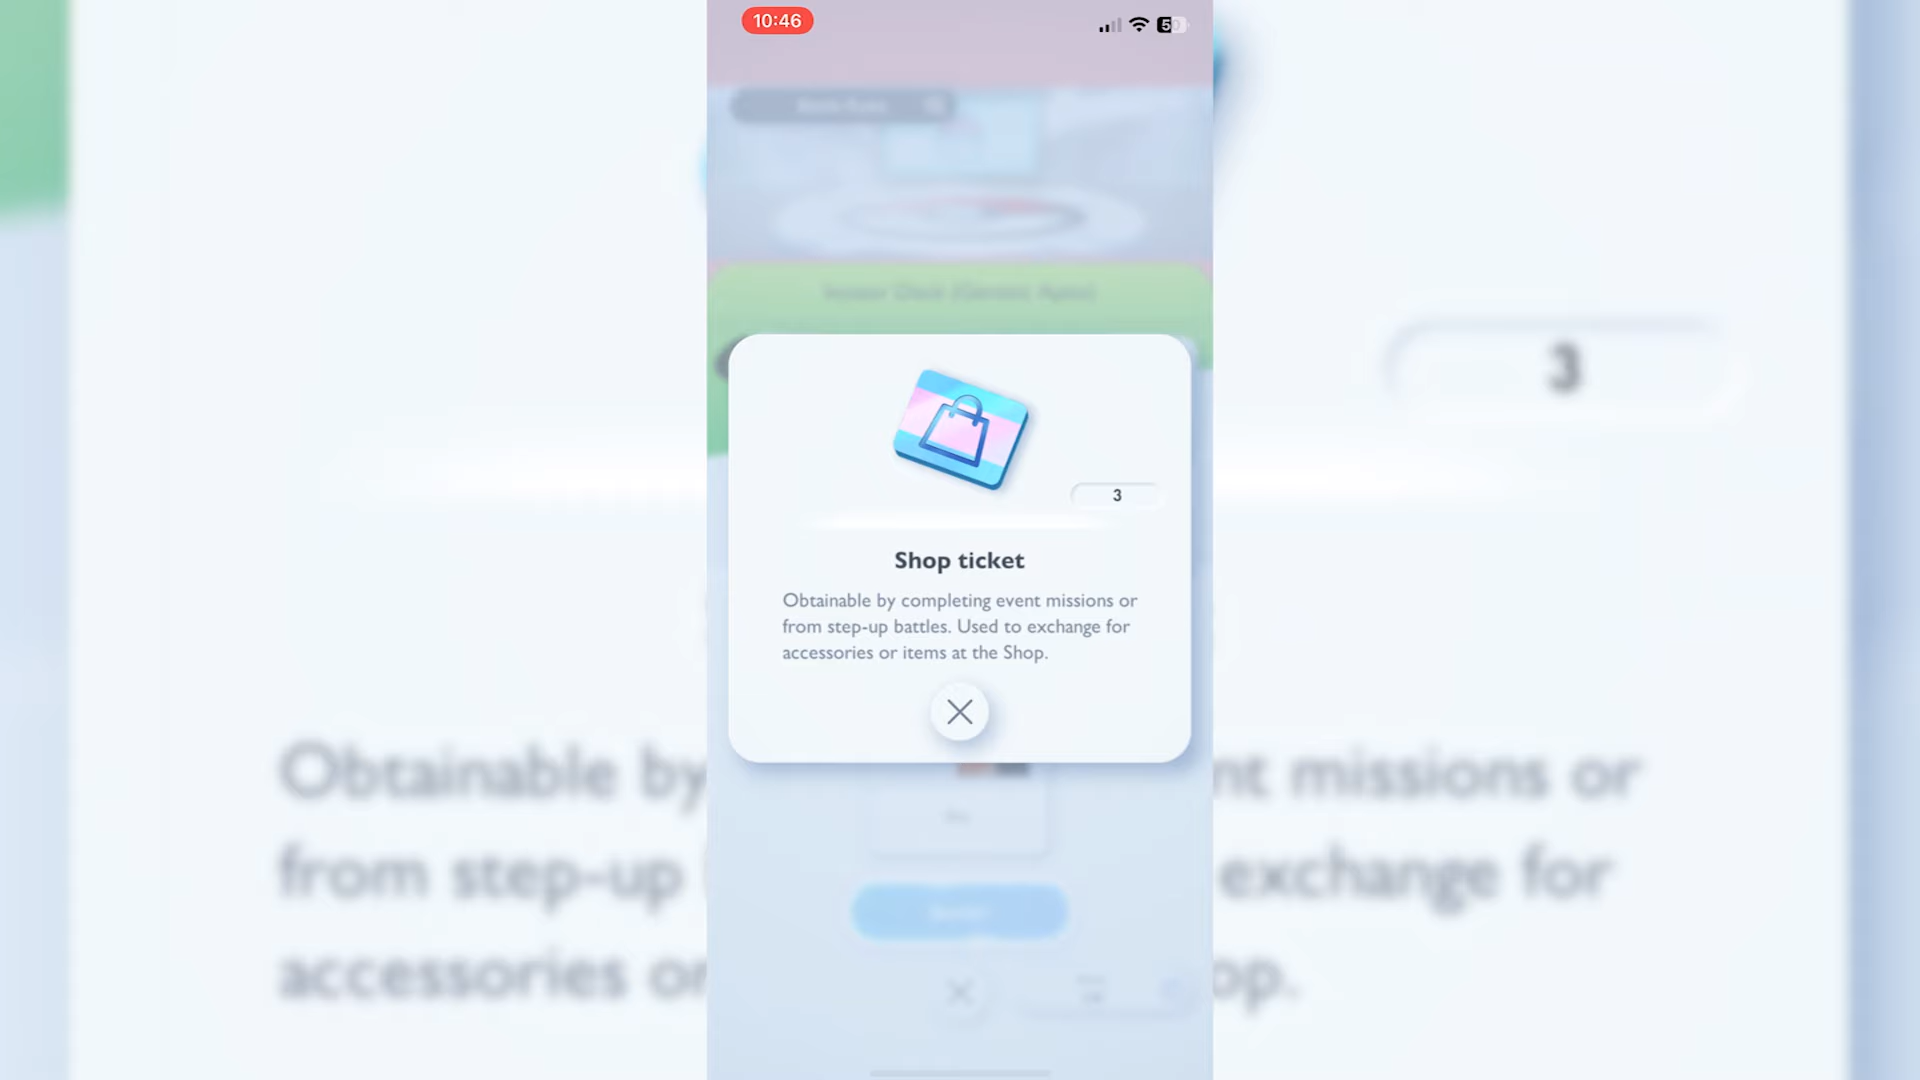 10:46
3
Shop ticket
Obtainable by completing event missions or
from step-up battles. Used to exchange for
accessories or items at the Shop.
3
Obtainable by
nt missions or
from step-up
exchange for
accessories or
op.